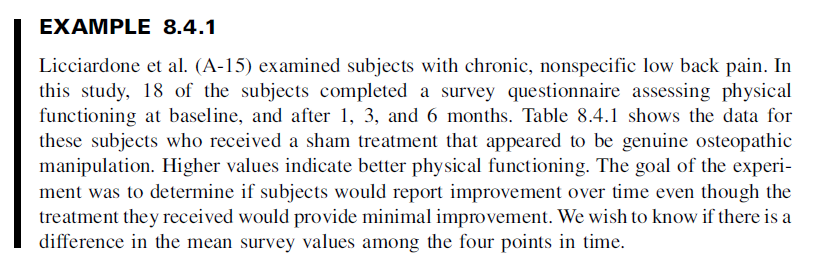 EXAMPLE 8.4.1
Licciardone et al. (A-15) examined subjects with chronic, nonspecific low back pain. In
this study, 18 of the subjects completed a survey questionnaire assessing physical
functioning at baseline, and after 1, 3, and 6 months. Table 8.4.1 shows the data for
these subjects who received a sham treatment that appeared to be genuine osteopathic
manipulation. Higher values indicate better physical functioning. The goal of the experi-
ment was to determine if subjects would report improvement over time even though the
treatment they received would provide minimal improvement. We wish to know if there is a
difference in the mean survey values among the four points in time.